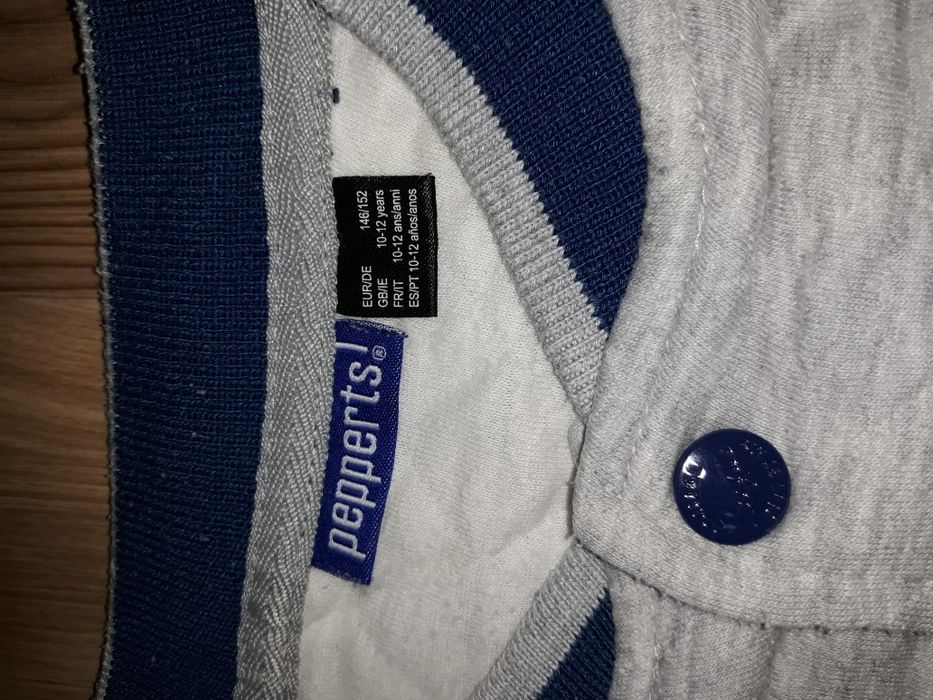 EUR/DE 146/152
GB/IE 10-12 years
FR/IT 10-12 ans/anni
ES/PT 10-12 años/anos
pepperts!®